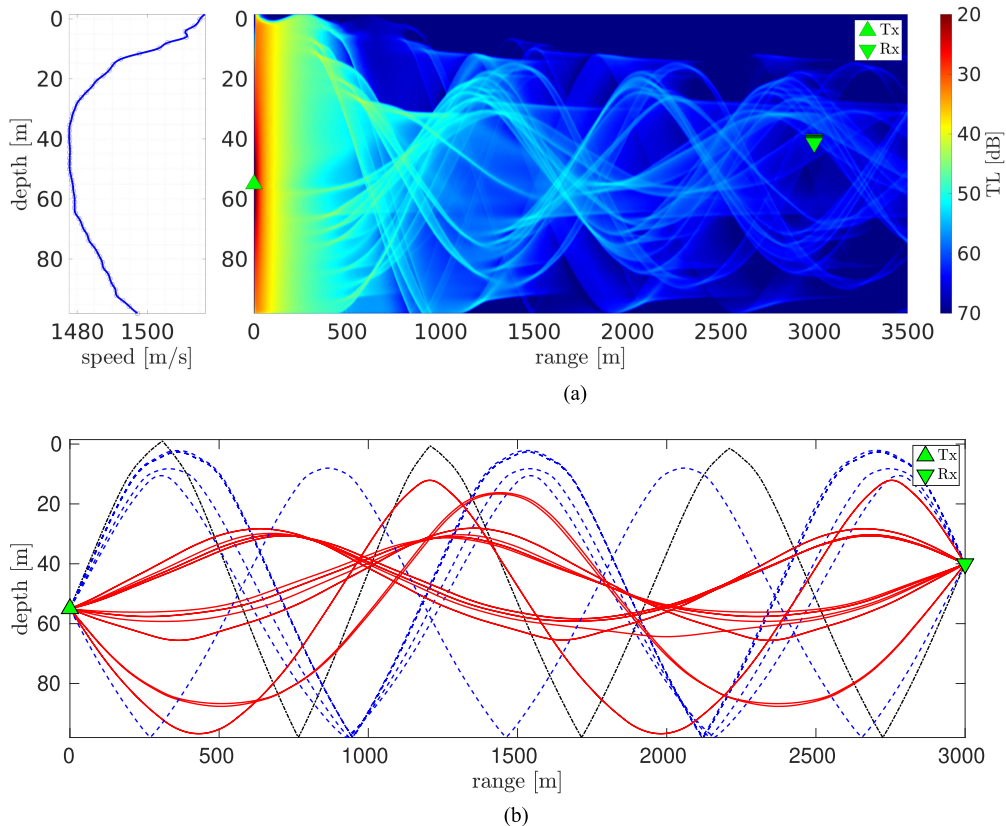 0
20
40
60
80
depth [m]
1480 1500
speed [m/s]
Tx
Rx
0 500 1000 1500 2000 2500 3000 3500
range [m]
20
30
40
50
60
70
TL [dB]
(a)
0
20
40
60
80
depth [m]
Tx
Rx
0 500 1000 1500 2000 2500 3000
range [m]
(b)